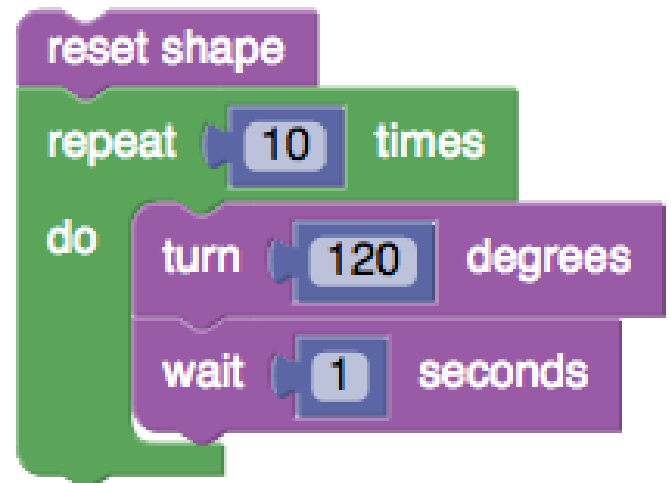 reset shape
repeat 10 times
do
turn 120 degrees
wait 1 seconds